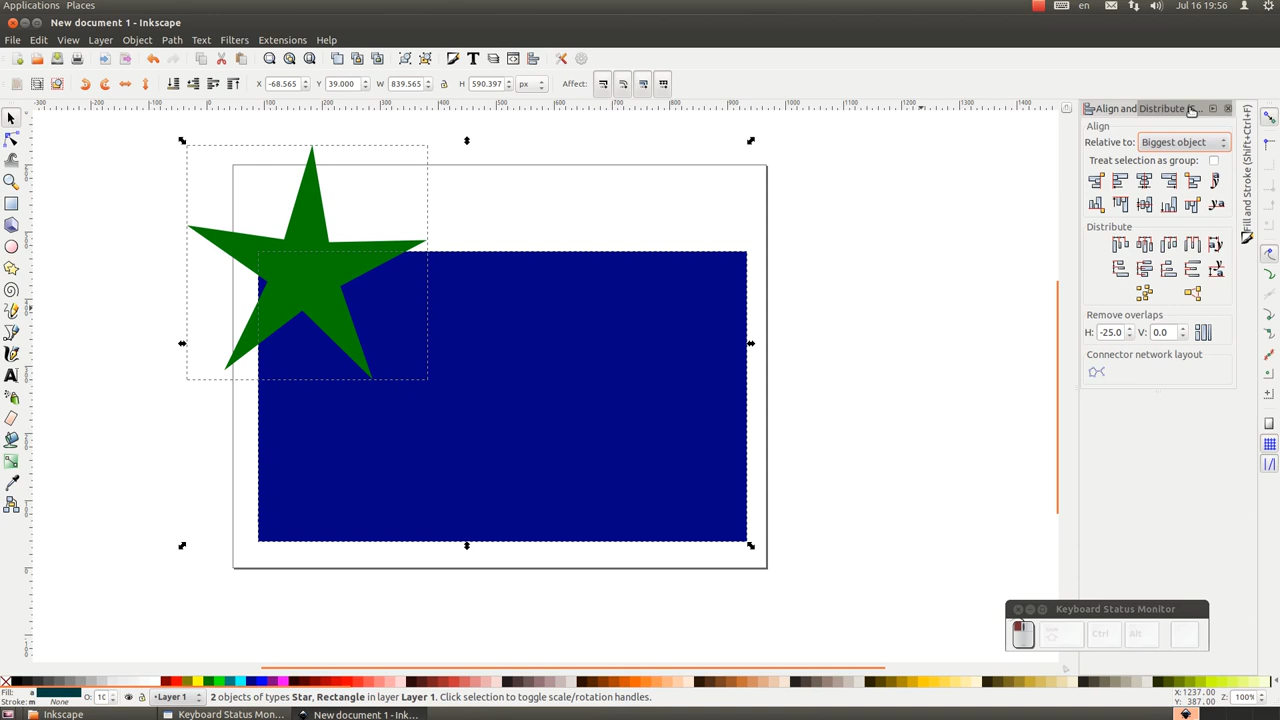 Applications Places
en Jul 16 19:56
New document 1 - Inkscape
File Edit View Layer Object Path Text Filters Extensions Help
X -68.565 Y 39.000 W 839.565 H 590.397 px Affect:
Align and Distribute (S...
Align
Relative to: Biggest object
Treat selection as group:
Distribute
Remove overlaps
H: -25.0 V: 0.0
Connector network layout
Fill and Stroke (Shift+Ctrl+F)
Keyboard Status Monitor
Ctrl Alt
Fill: a
Stroke: m None
O: 10
Layer 1
2 objects of types Star, Rectangle in layer Layer 1. Click selection to toggle scale/rotation handles.
X: 1237.00
Y: 387.00
Z: 100%
Inkscape
Keyboard Status Mon...
New document 1 - Ink...